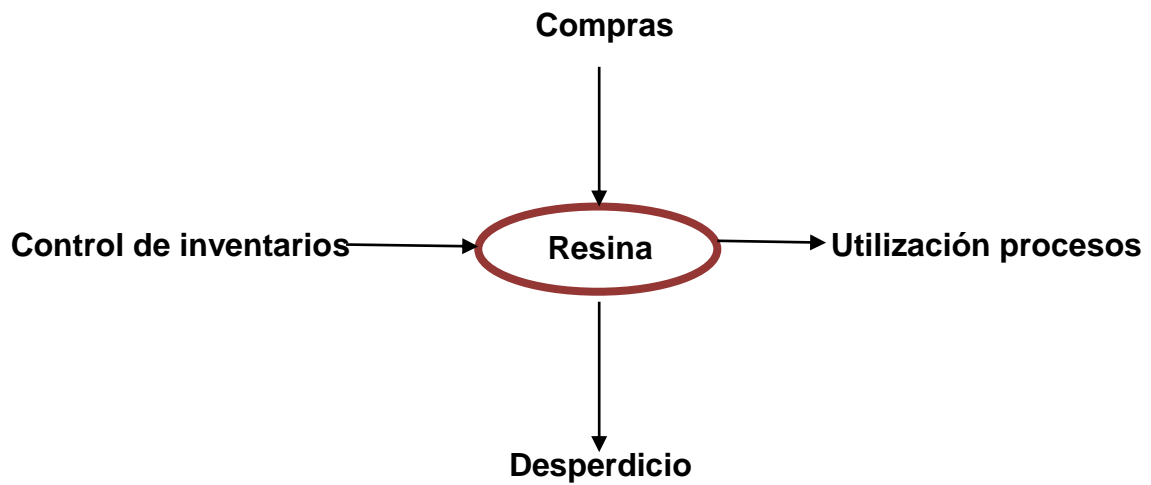 Compras
Control de inventarios
Resina
Utilización procesos
Desperdicio